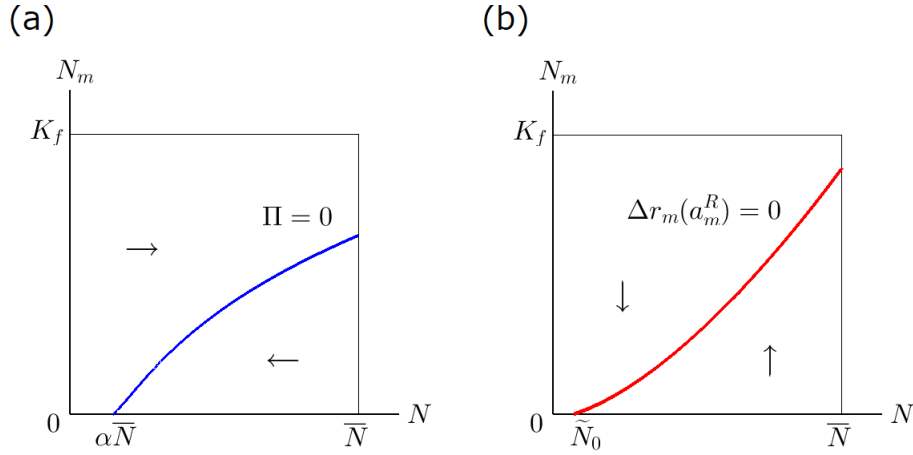 (a)
(b)
N_m
N_m
K_f
K_f
Π = 0
Δr_m(a_m^R) = 0
→
↓
←
↑
0
αN̅
N̅
N
0
Ñ_0
N̅
N